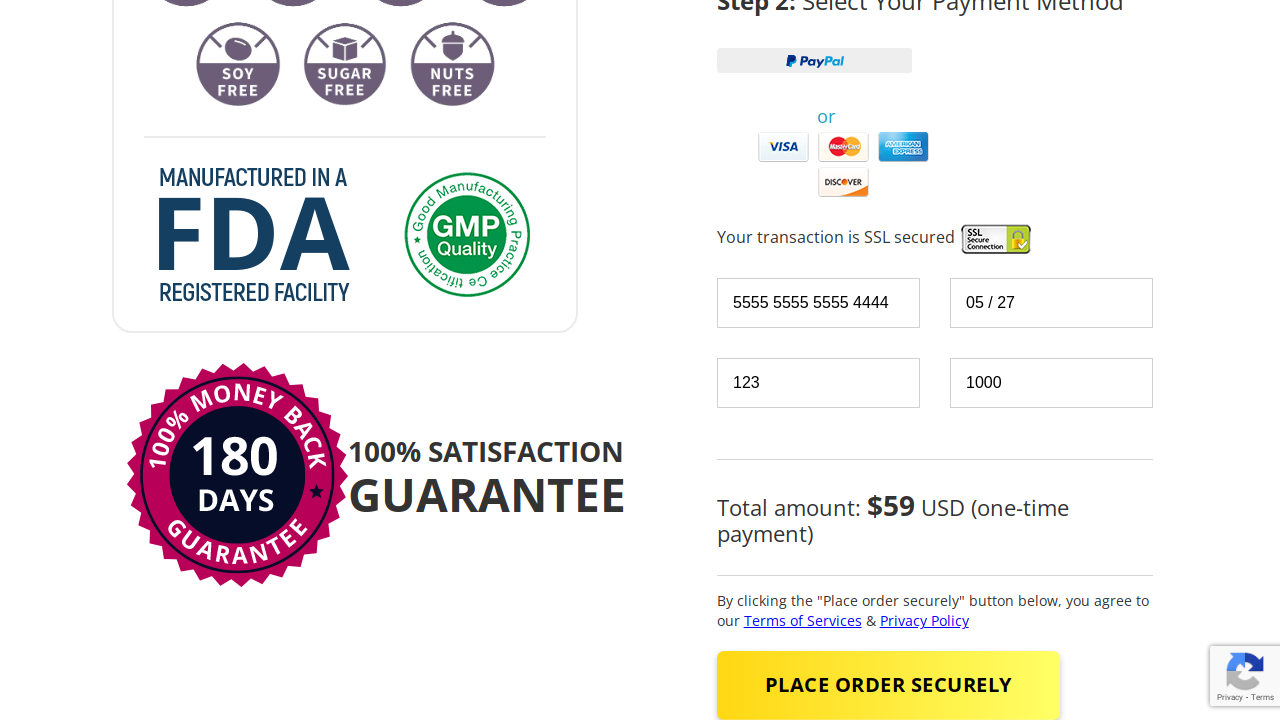 SOY
FREE
SUGAR
FREE
NUTS
FREE
MANUFACTURED IN A
FDA
REGISTERED FACILITY
Good Manufacturing Practice Ce tification
GMP
Quality
100% MONEY BACK
180
DAYS
GUARANTEE
100% SATISFACTION
GUARANTEE
Step 2: Select Your Payment Method
PayPal
or
VISA
MasterCard
AMERICAN
EXPRESS
DISCOVER
Your transaction is SSL secured
SSL
Secure
Connection
5555 5555 5555 4444
05 / 27
123
1000
Total amount: $59 USD (one-time
payment)
By clicking the "Place order securely" button below, you agree to
our Terms of Services & Privacy Policy
PLACE ORDER SECURELY
Privacy - Terms